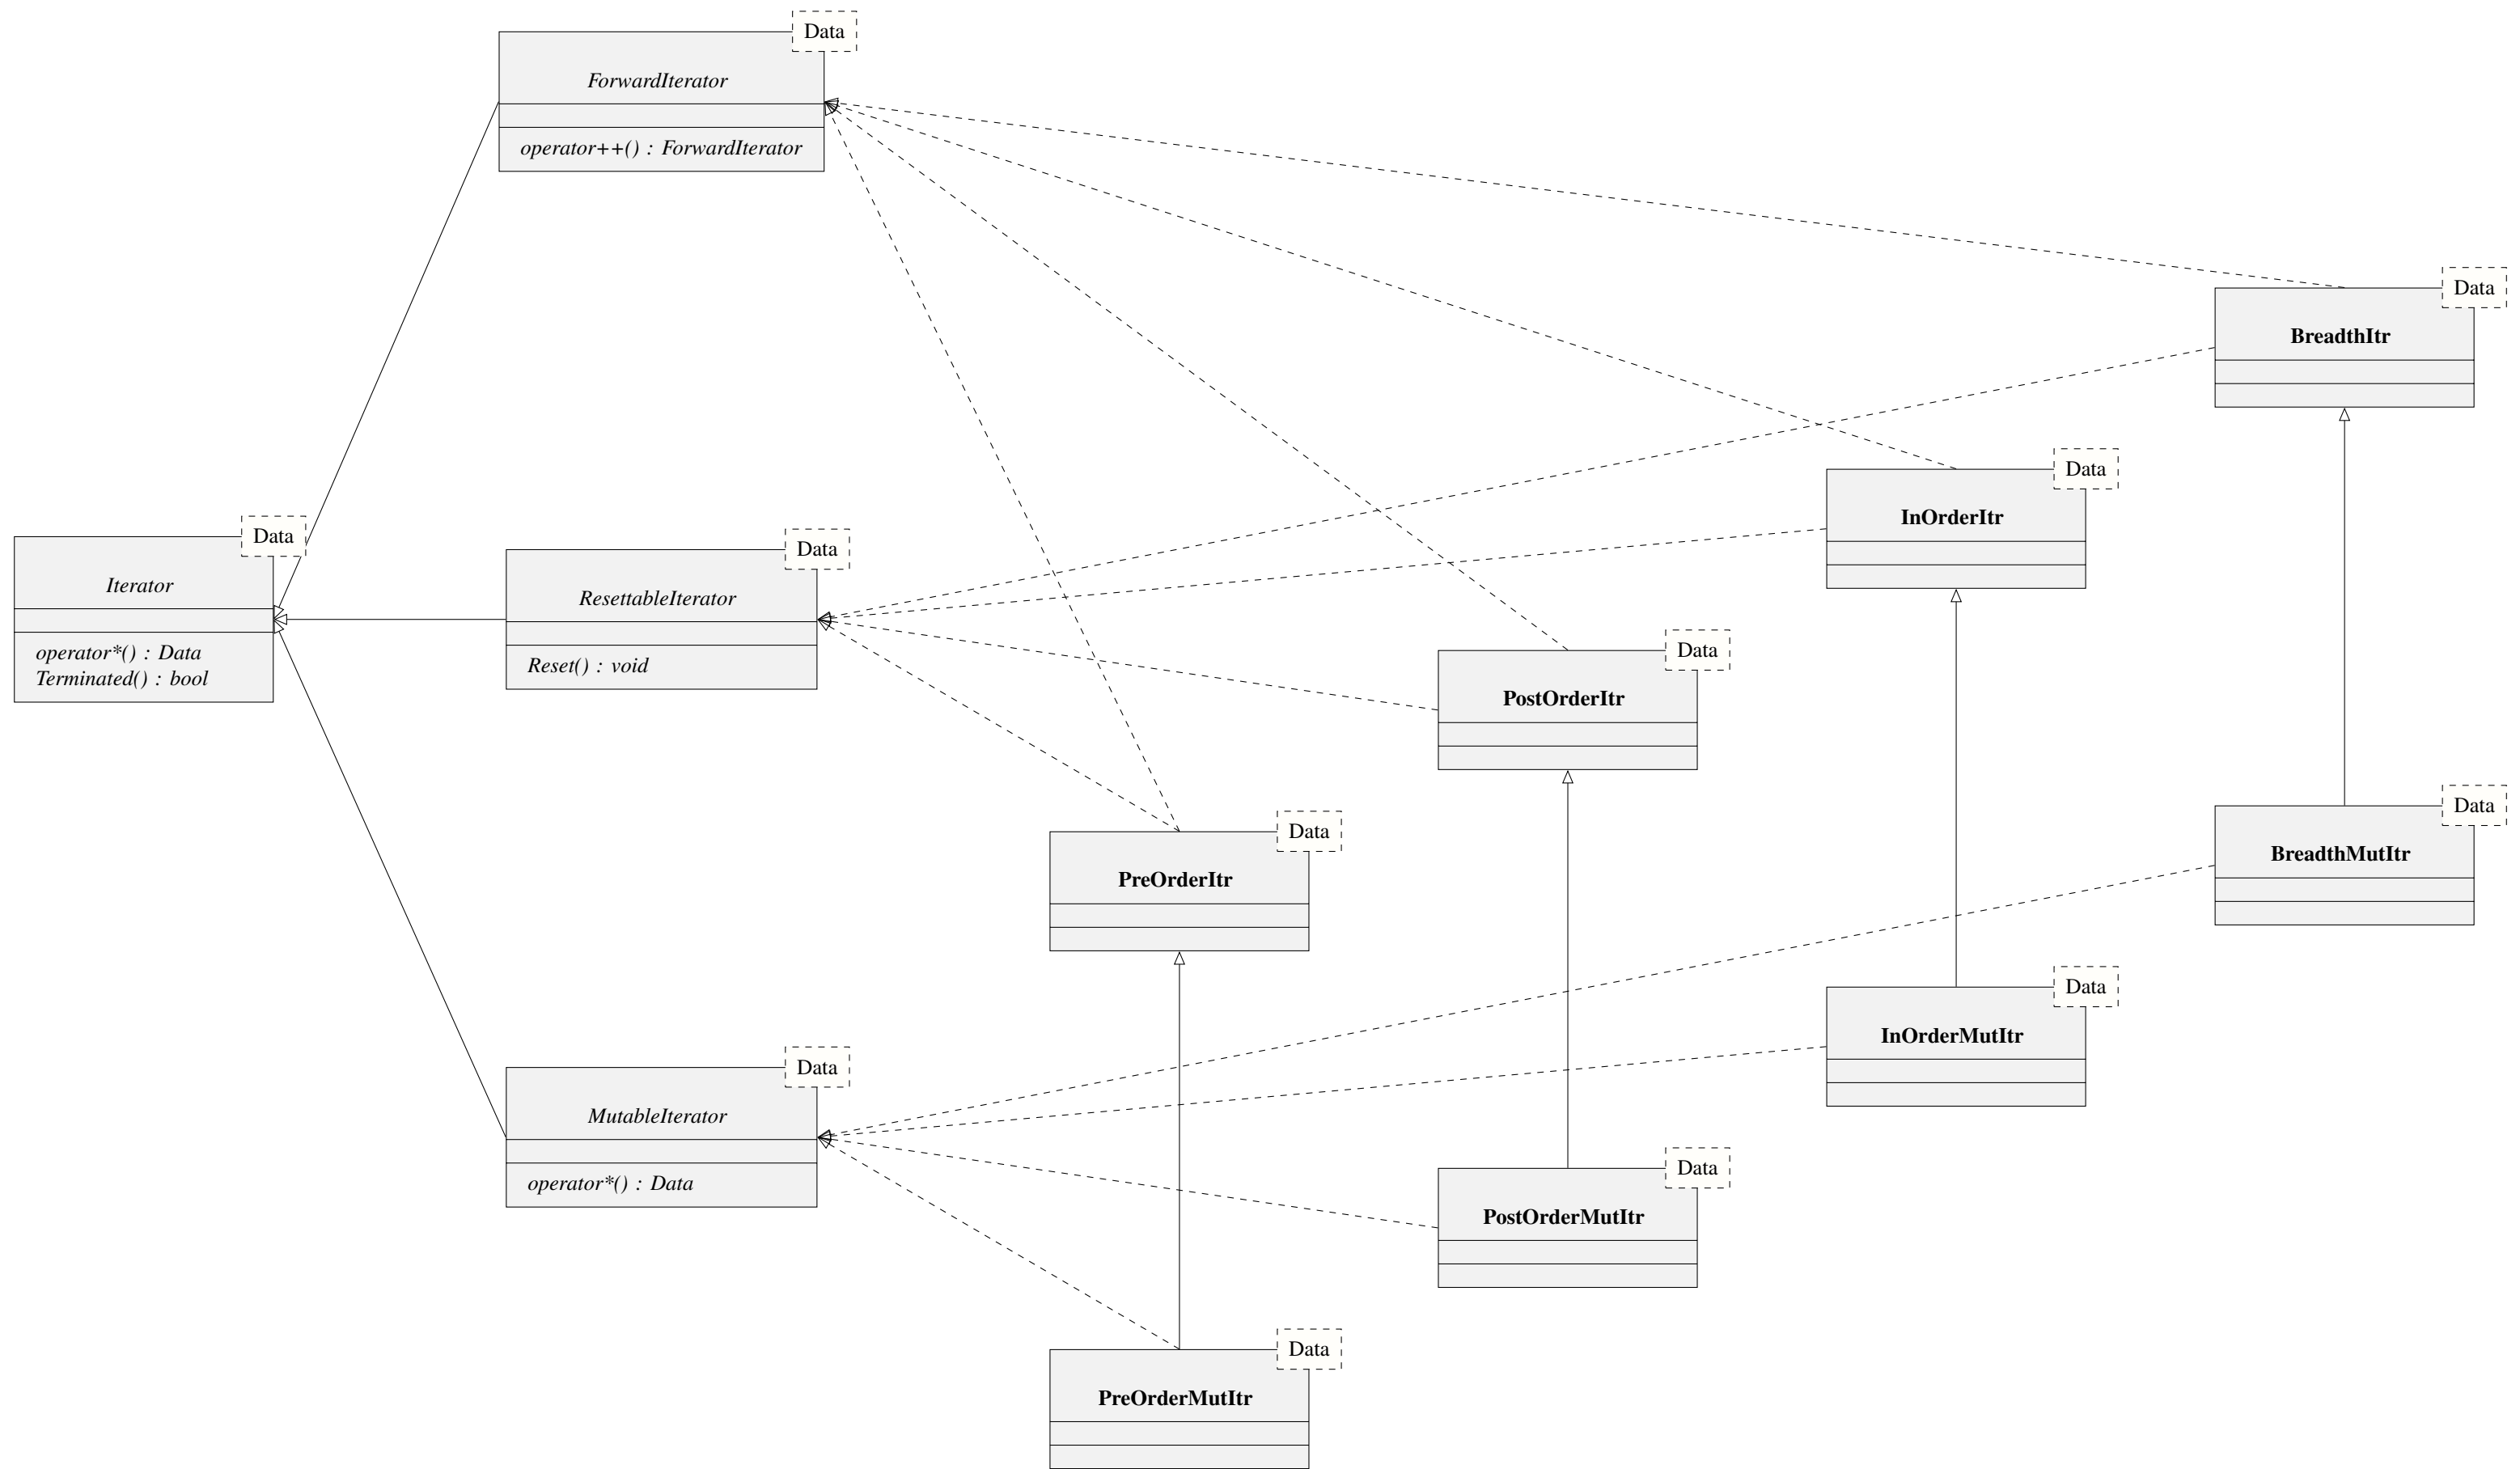 Data
ForwardIterator
operator++() : ForwardIterator
Data
BreadthItr
Data
InOrderItr
Data
Iterator
operator*() : Data
Terminated() : bool
Data
ResettableIterator
Reset() : void
Data
PostOrderItr
Data
PreOrderItr
Data
BreadthMutItr
Data
InOrderMutItr
Data
MutableIterator
operator*() : Data
Data
PostOrderMutItr
Data
PreOrderMutItr